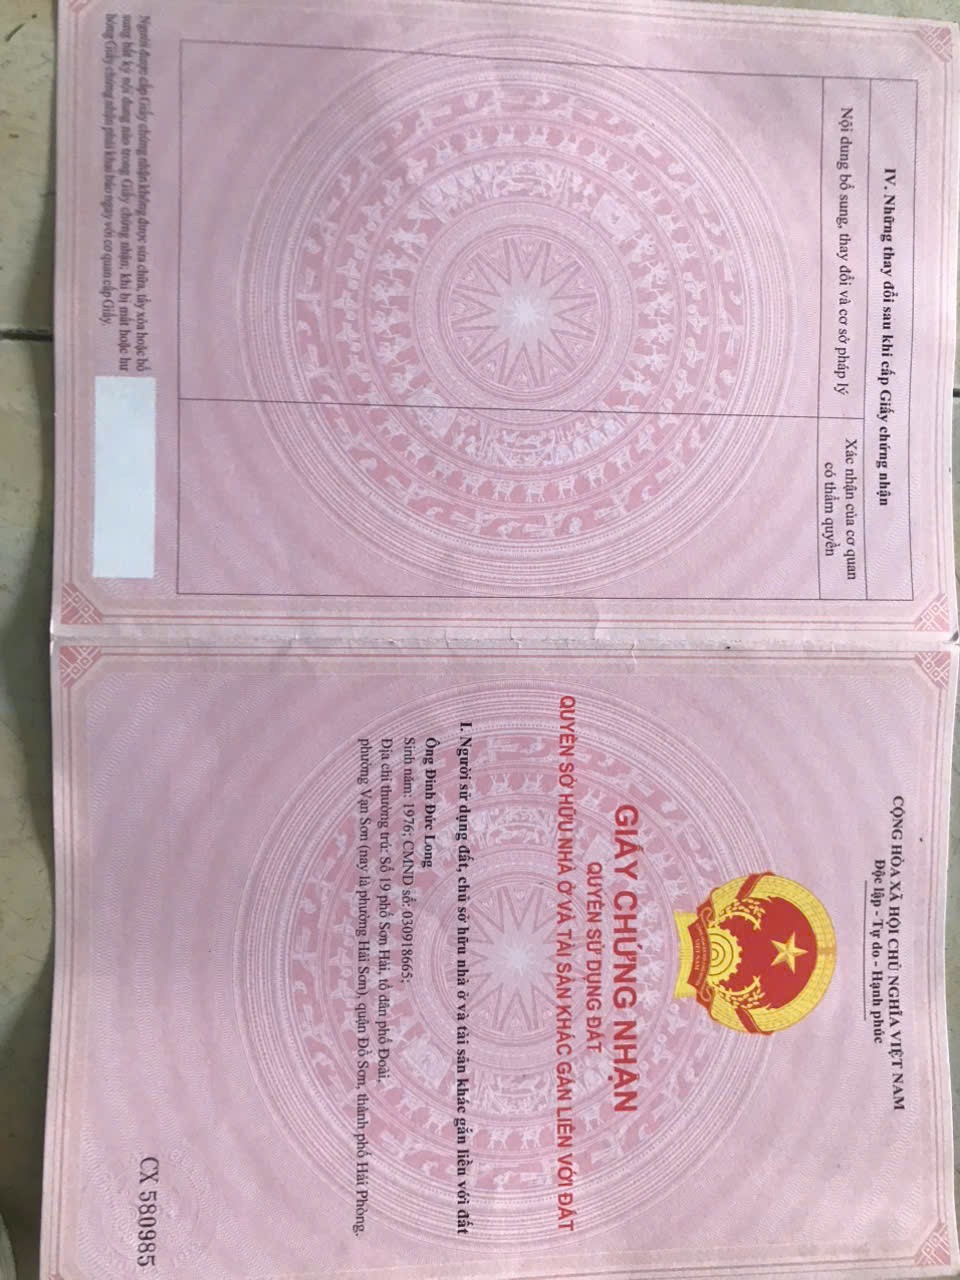 IV. Những thay đổi sau khi cấp Giấy chứng nhận
Nội dung bổ sung, thay đổi và cơ sở pháp lý
Xác nhận của cơ quan
có thẩm quyền
Người được cấp Giấy chứng nhận không được sửa chữa, tẩy xóa hoặc bổ
sung bất kỳ nội dung nào trong Giấy chứng nhận; khi bị mất hoặc hư
hỏng Giấy chứng nhận phải khai báo ngay với cơ quan cấp Giấy.
CỘNG HÒA XÃ HỘI CHỦ NGHĨA VIỆT NAM
Độc lập - Tự do - Hạnh phúc
VIỆT NAM
GIẤY CHỨNG NHẬN
QUYỀN SỬ DỤNG ĐẤT
QUYỀN SỞ HỮU NHÀ Ở VÀ TÀI SẢN KHÁC GẮN LIỀN VỚI ĐẤT
I. Người sử dụng đất, chủ sở hữu nhà ở và tài sản khác gắn liền với đất
Ông Đinh Đức Long
Sinh năm: 1976; CMND số: 030918665;
Địa chỉ thường trú: Số 19 phố Sơn Hải, tổ dân phố Đoài,
phường Vạn Sơn (nay là phường Hải Sơn), quận Đồ Sơn, thành phố Hải Phòng.
CX 580985